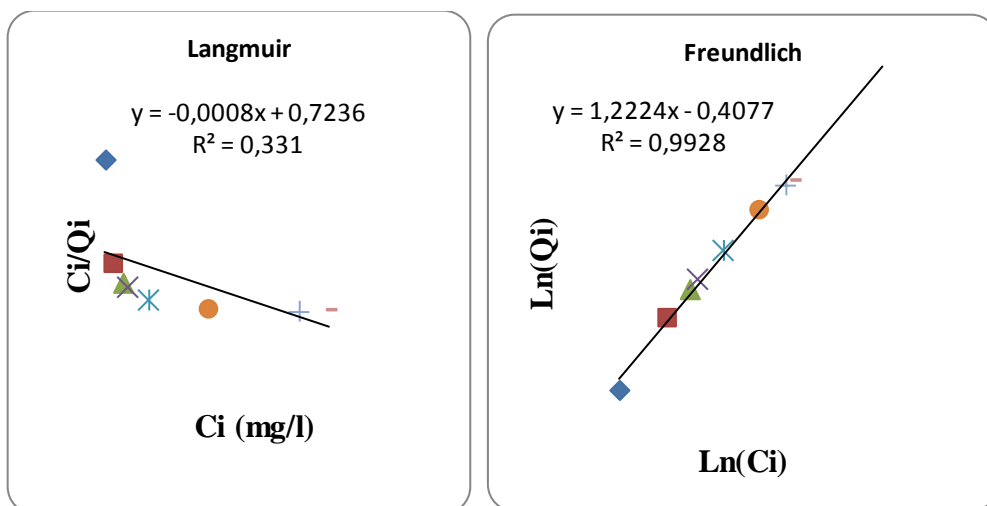 Langmuir
y = -0,0008x + 0,7236
R² = 0,331
Ci/Qi
Ci (mg/l)
Freundlich
y = 1,2224x - 0,4077
R² = 0,9928
Ln(Qi)
Ln(Ci)